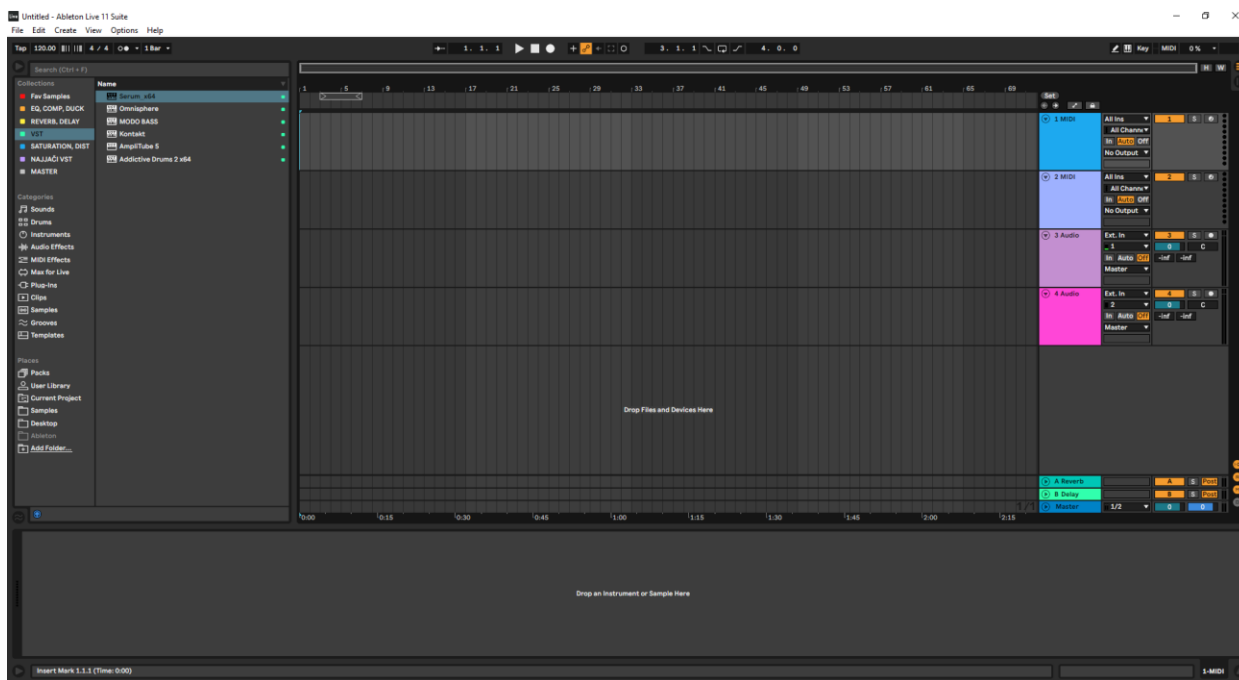 Live Untitled - Ableton Live 11 Suite
File Edit Create View Options Help
Tap 120.00 4 / 4 1 Bar 1. 1. 1 3. 1. 1 4. 0. 0 Key MIDI 0 %
Search (Ctrl + F)
H W
Collections
Name
Fav Samples
EQ, COMP, DUCK
REVERB, DELAY
VST
SATURATION, DIST
NAJJAČI VST
MASTER
Serum_x64
Omnisphere
MODO BASS
Kontakt
AmpliTube 5
Addictive Drums 2 x64
Categories
Sounds
Drums
Instruments
Audio Effects
MIDI Effects
Max for Live
Plug-Ins
Clips
Samples
Grooves
Templates
Places
Packs
User Library
Current Project
Samples
Desktop
Ableton
Add Folder...
1 5 9 13 17 21 25 29 33 37 41 45 49 53 57 61 65 69
Set
1 MIDI All Ins 1 S
All Channe
In Auto Off
No Output
2 MIDI All Ins 2 S
All Channe
In Auto Off
No Output
3 Audio Ext. In 3 S
1 0 C
In Auto Off -inf -inf
Master
4 Audio Ext. In 4 S
2 0 C
In Auto Off -inf -inf
Master
Drop Files and Devices Here
A Reverb A S Post
B Delay B S Post
1/1 Master 1/2 0 0
0:00 0:15 0:30 0:45 1:00 1:15 1:30 1:45 2:00 2:15
Drop an Instrument or Sample Here
Insert Mark 1.1.1 (Time: 0:00)
1-MIDI